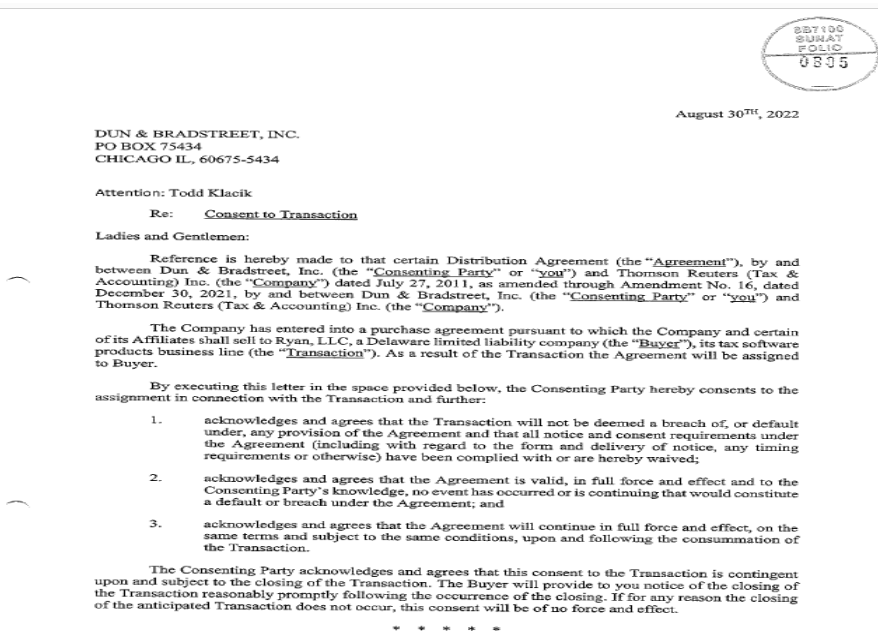 SUNAT
FOLIO
August 30TH, 2022
DUN & BRADSTREET, INC.
PO BOX 75434
CHICAGO IL, 60675-5434
Attention: Todd Klacik
Re: Consent to Transaction
Ladies and Gentlemen:
Reference is hereby made to that certain Distribution Agreement (the “Agreement”), by and
between Dun & Bradstreet, Inc. (the “Consenting Party” or “you”) and Thomson Reuters (Tax &
Accounting) Inc. (the “Company”) dated July 27, 2011, as amended through Amendment No. 16, dated
December 30, 2021, by and between Dun & Bradstreet, Inc. (the “Consenting Party” or “you”) and
Thomson Reuters (Tax & Accounting) Inc. (the “Company”).
The Company has entered into a purchase agreement pursuant to which the Company and certain
of its Affiliates shall sell to Ryan, LLC, a Delaware limited liability company (the “Buyer”), its tax software
products business line (the “Transaction”). As a result of the Transaction the Agreement will be assigned
to Buyer.
By executing this letter in the space provided below, the Consenting Party hereby consents to the
assignment in connection with the Transaction and further:
1. acknowledges and agrees that the Transaction will not be deemed a breach of, or default
under, any provision of the Agreement and that all notice and consent requirements under
the Agreement (including with regard to the form and delivery of notice, any timing
requirements or otherwise) have been complied with or are hereby waived;
2. acknowledges and agrees that the Agreement is valid, in full force and effect and to the
Consenting Party’s knowledge, no event has occurred or is continuing that would constitute
a default or breach under the Agreement; and
3. acknowledges and agrees that the Agreement will continue in full force and effect, on the
same terms and subject to the same conditions, upon and following the consummation of
the Transaction.
The Consenting Party acknowledges and agrees that this consent to the Transaction is contingent
upon and subject to the closing of the Transaction. The Buyer will provide to you notice of the closing of
the Transaction reasonably promptly following the occurrence of the closing. If for any reason the closing
of the anticipated Transaction does not occur, this consent will be of no force and effect.
* * * * *